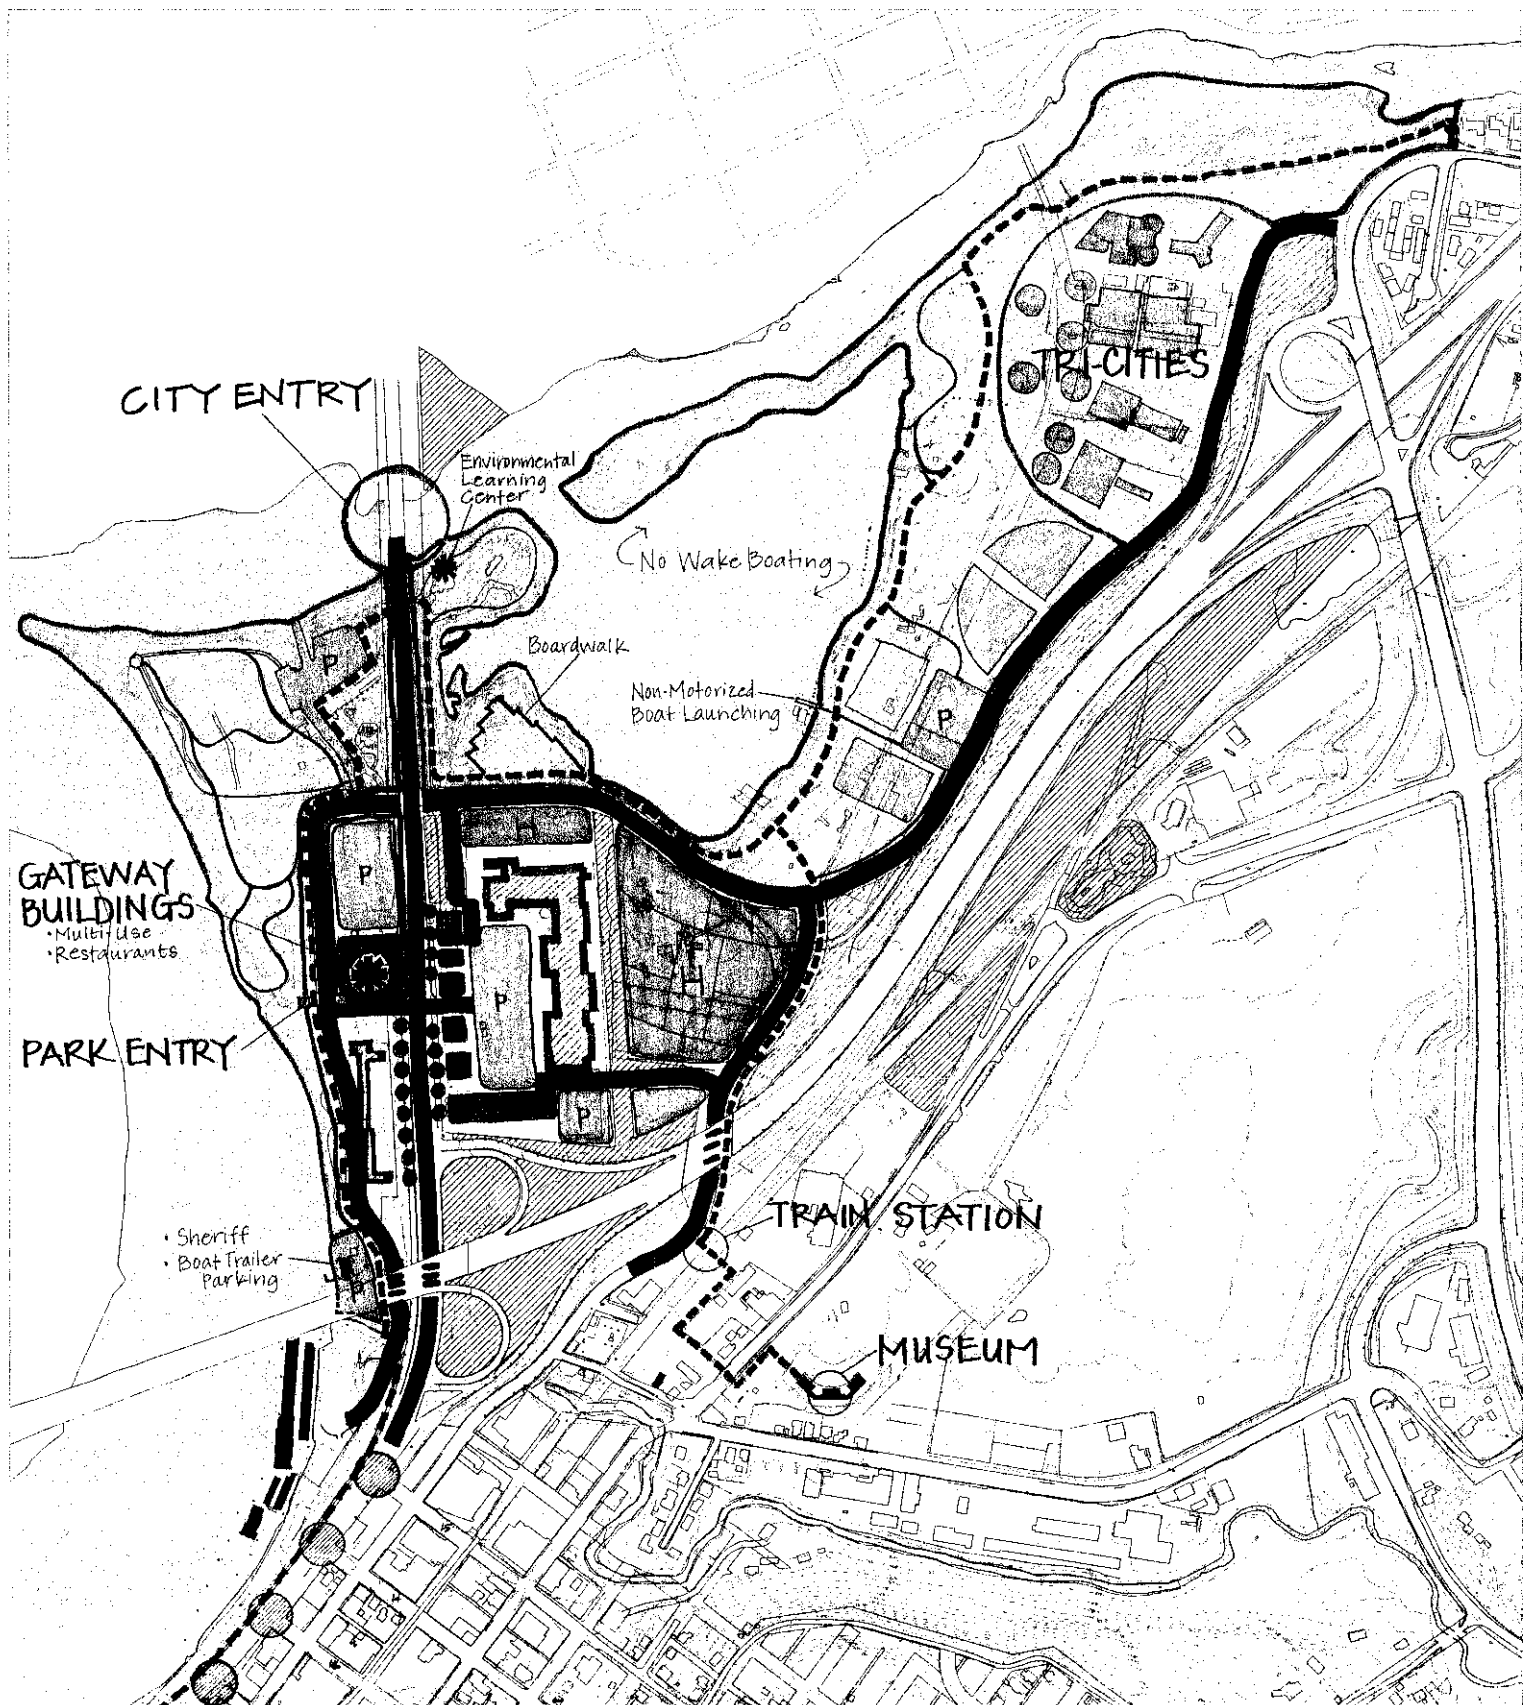 CITY ENTRY
TRI-CITIES
Environmental
Learning
Center
No Wake Boating
Boardwalk
P
Non-Motorized
Boat Launching
P
H
P
GATEWAY
BUILDINGS
• Multi-Use
• Restaurants
H
P
PARK ENTRY
P
TRAIN STATION
• Sheriff
• Boat Trailer
Parking
P
MUSEUM